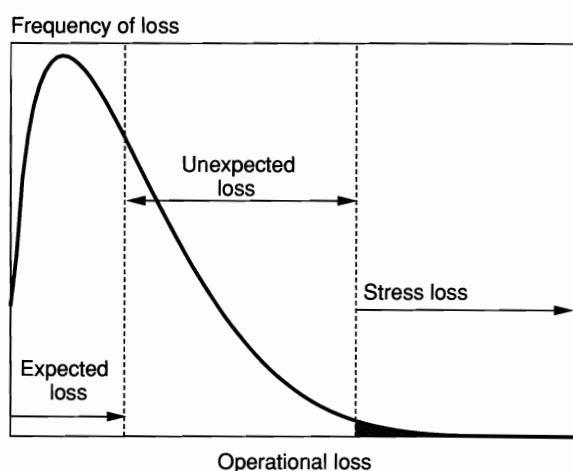 Frequency of loss
Unexpected
loss
Stress loss
Expected
loss
Operational loss